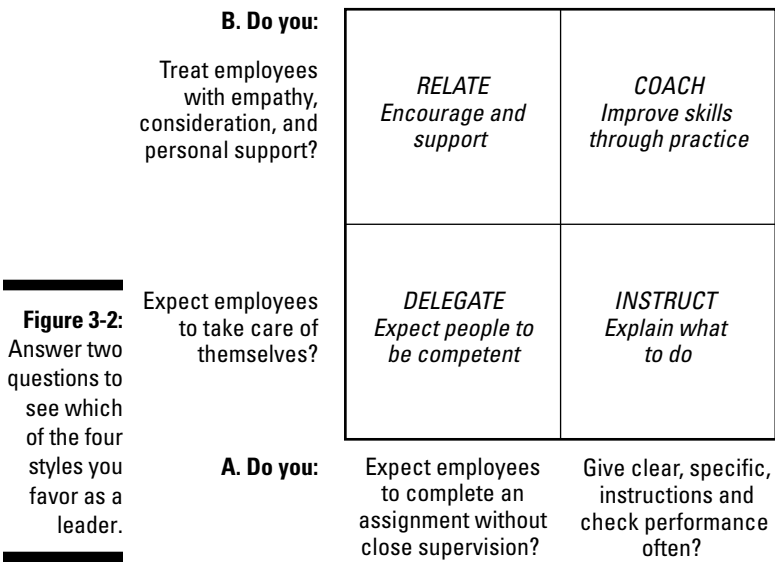 B. Do you:
Treat employees
with empathy,
consideration, and
personal support?
RELATE
Encourage and
support
COACH
Improve skills
through practice
Expect employees
to take care of
themselves?
DELEGATE
Expect people to
be competent
INSTRUCT
Explain what
to do
Figure 3-2:
Answer two
questions to
see which
of the four
styles you
favor as a
leader.
A. Do you:
Expect employees
to complete an
assignment without
close supervision?
Give clear, specific,
instructions and
check performance
often?